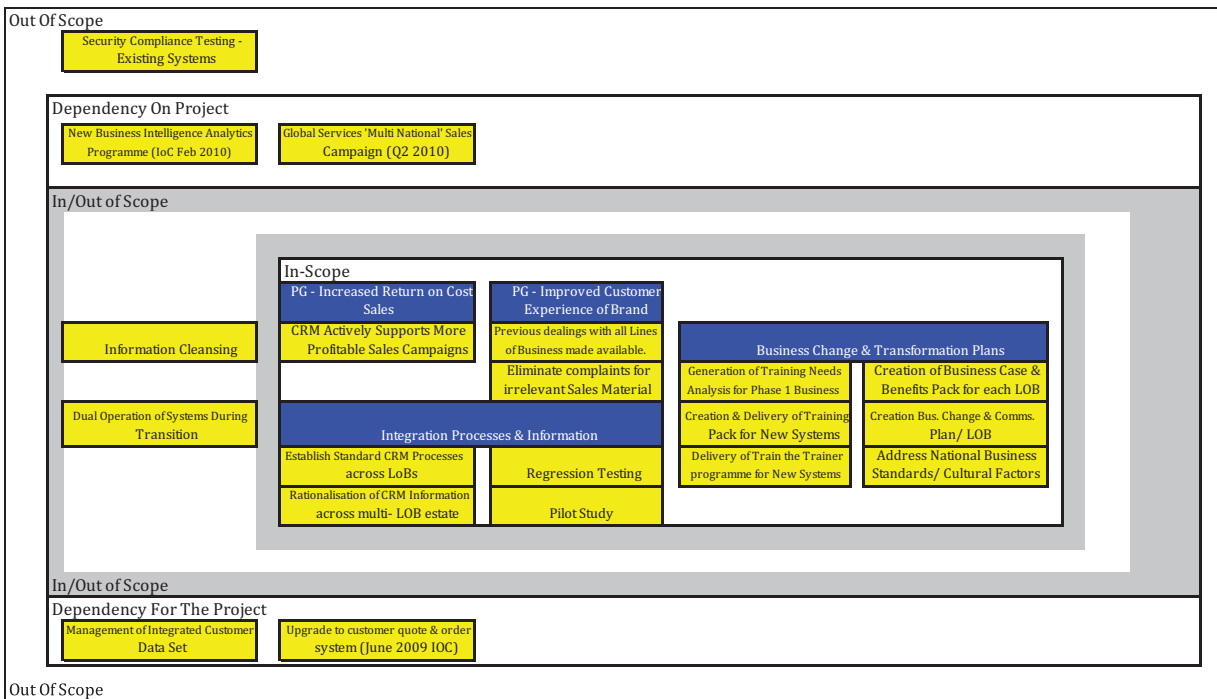 Out Of Scope
Security Compliance Testing -
Existing Systems
Dependency On Project
New Business Intelligence Analytics
Programme (IoC Feb 2010)
Global Services 'Multi National' Sales
Campaign (Q2 2010)
In/Out of Scope
Information Cleansing
Dual Operation of Systems During
Transition
In-Scope
PG - Increased Return on Cost
Sales
CRM Actively Supports More
Profitable Sales Campaigns
PG - Improved Customer
Experience of Brand
Previous dealings with all Lines
of Business made available.
Eliminate complaints for
irrelevant Sales Material
Integration Processes & Information
Establish Standard CRM Processes
across LoBs
Rationalisation of CRM Information
across multi- LOB estate
Regression Testing
Pilot Study
Business Change & Transformation Plans
Generation of Training Needs
Analysis for Phase 1 Business
Creation & Delivery of Training
Pack for New Systems
Delivery of Train the Trainer
programme for New Systems
Creation of Business Case &
Benefits Pack for each LOB
Creation Bus. Change & Comms.
Plan/ LOB
Address National Business
Standards/ Cultural Factors
In/Out of Scope
Dependency For The Project
Management of Integrated Customer
Data Set
Upgrade to customer quote & order
system (June 2009 IOC)
Out Of Scope